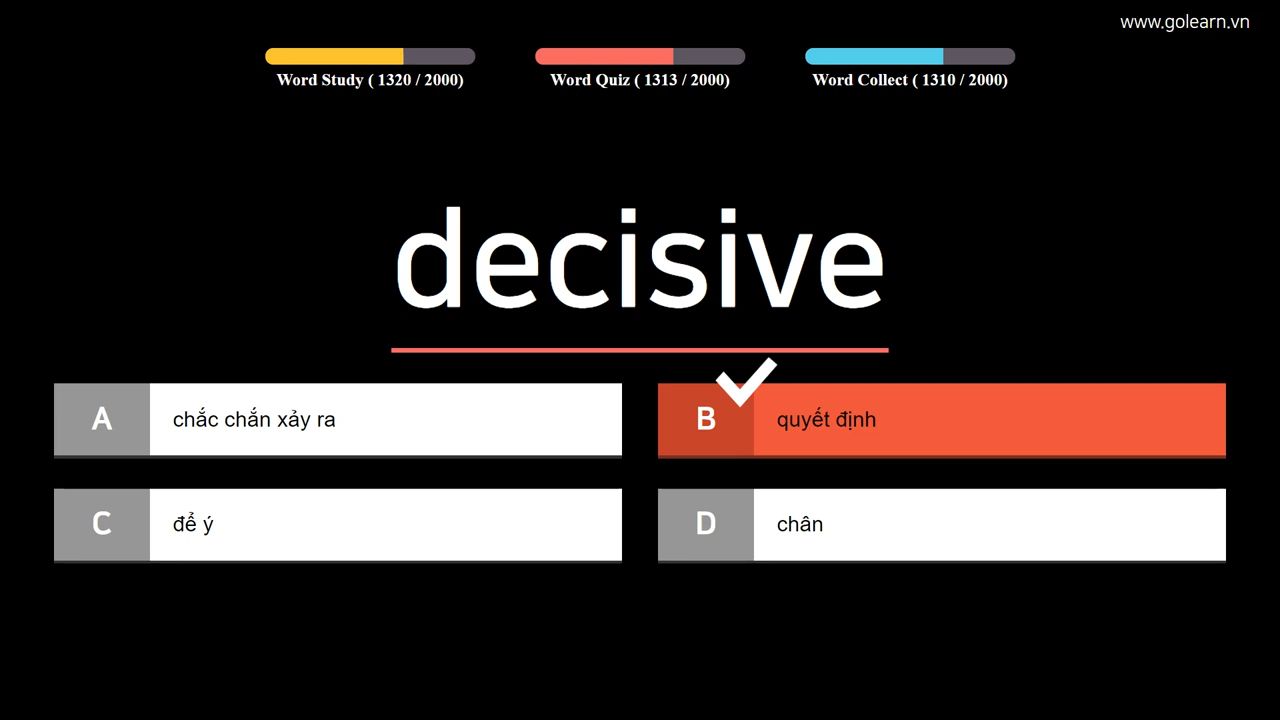 www.golearn.vn
Word Study ( 1320 / 2000)
Word Quiz ( 1313 / 2000)
Word Collect ( 1310 / 2000)
decisive
A chắc chắn xảy ra
B quyết định
C để ý
D chân